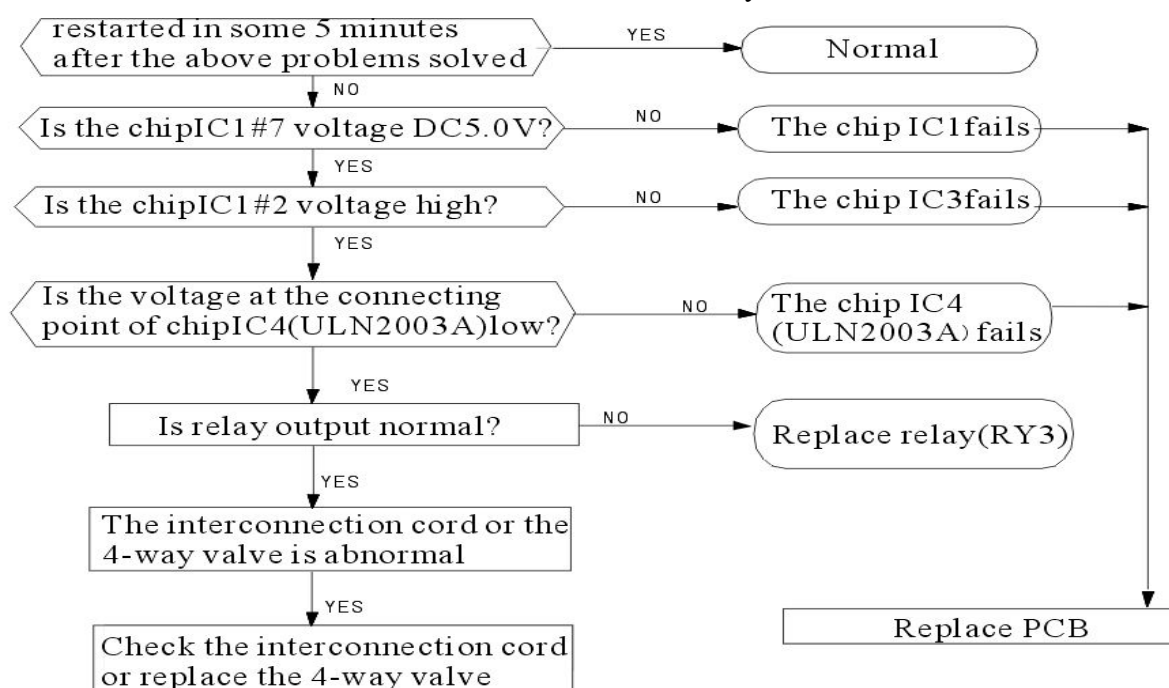 restarted in some 5 minutes
after the above problems solved
YES
Normal
NO
Is the chipIC1#7 voltage DC5.0V?
NO
The chip IC1fails
YES
Is the chipIC1#2 voltage high?
NO
The chip IC3fails
YES
Is the voltage at the connecting
point of chipIC4(ULN2003A)low?
NO
The chip IC4
(ULN2003A) fails
YES
Is relay output normal?
NO
Replace relay(RY3)
YES
The interconnection cord or the
4-way valve is abnormal
YES
Replace PCB
Check the interconnection cord
or replace the 4-way valve